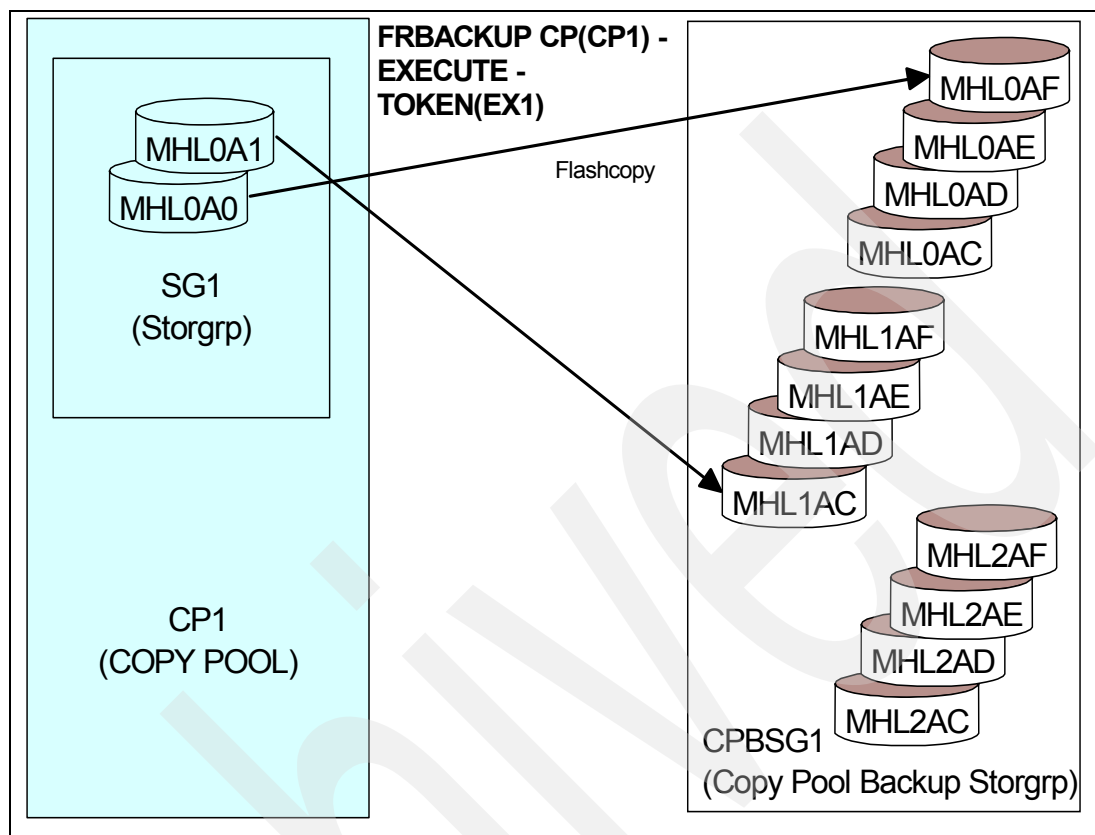 FRBACKUP CP(CP1) -
EXECUTE -
TOKEN(EX1)
MHL0A1
MHL0A0
SG1
(Storgrp)
CP1
(COPY POOL)
Flashcopy
MHL0AF
MHL0AE
MHL0AD
MHL0AC
MHL1AF
MHL1AE
MHL1AD
MHL1AC
MHL2AF
MHL2AE
MHL2AD
MHL2AC
CPBSG1
(Copy Pool Backup Storgrp)